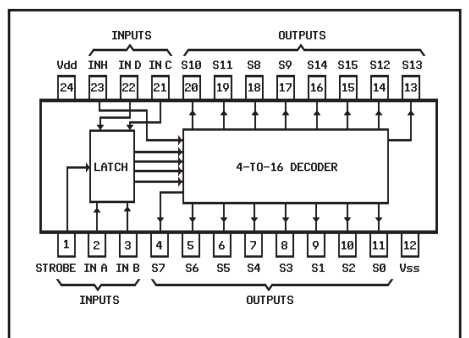 INPUTS OUTPUTS
Vdd INH IN D IN C S10 S11 S8 S9 S14 S15 S12 S13
24 23 22 21 20 19 18 17 16 15 14 13
LATCH 4-TO-16 DECODER
1 2 3 4 5 6 7 8 9 10 11 12
STROBE IN A IN B S7 S6 S5 S4 S3 S1 S2 S0 Vss
INPUTS OUTPUTS